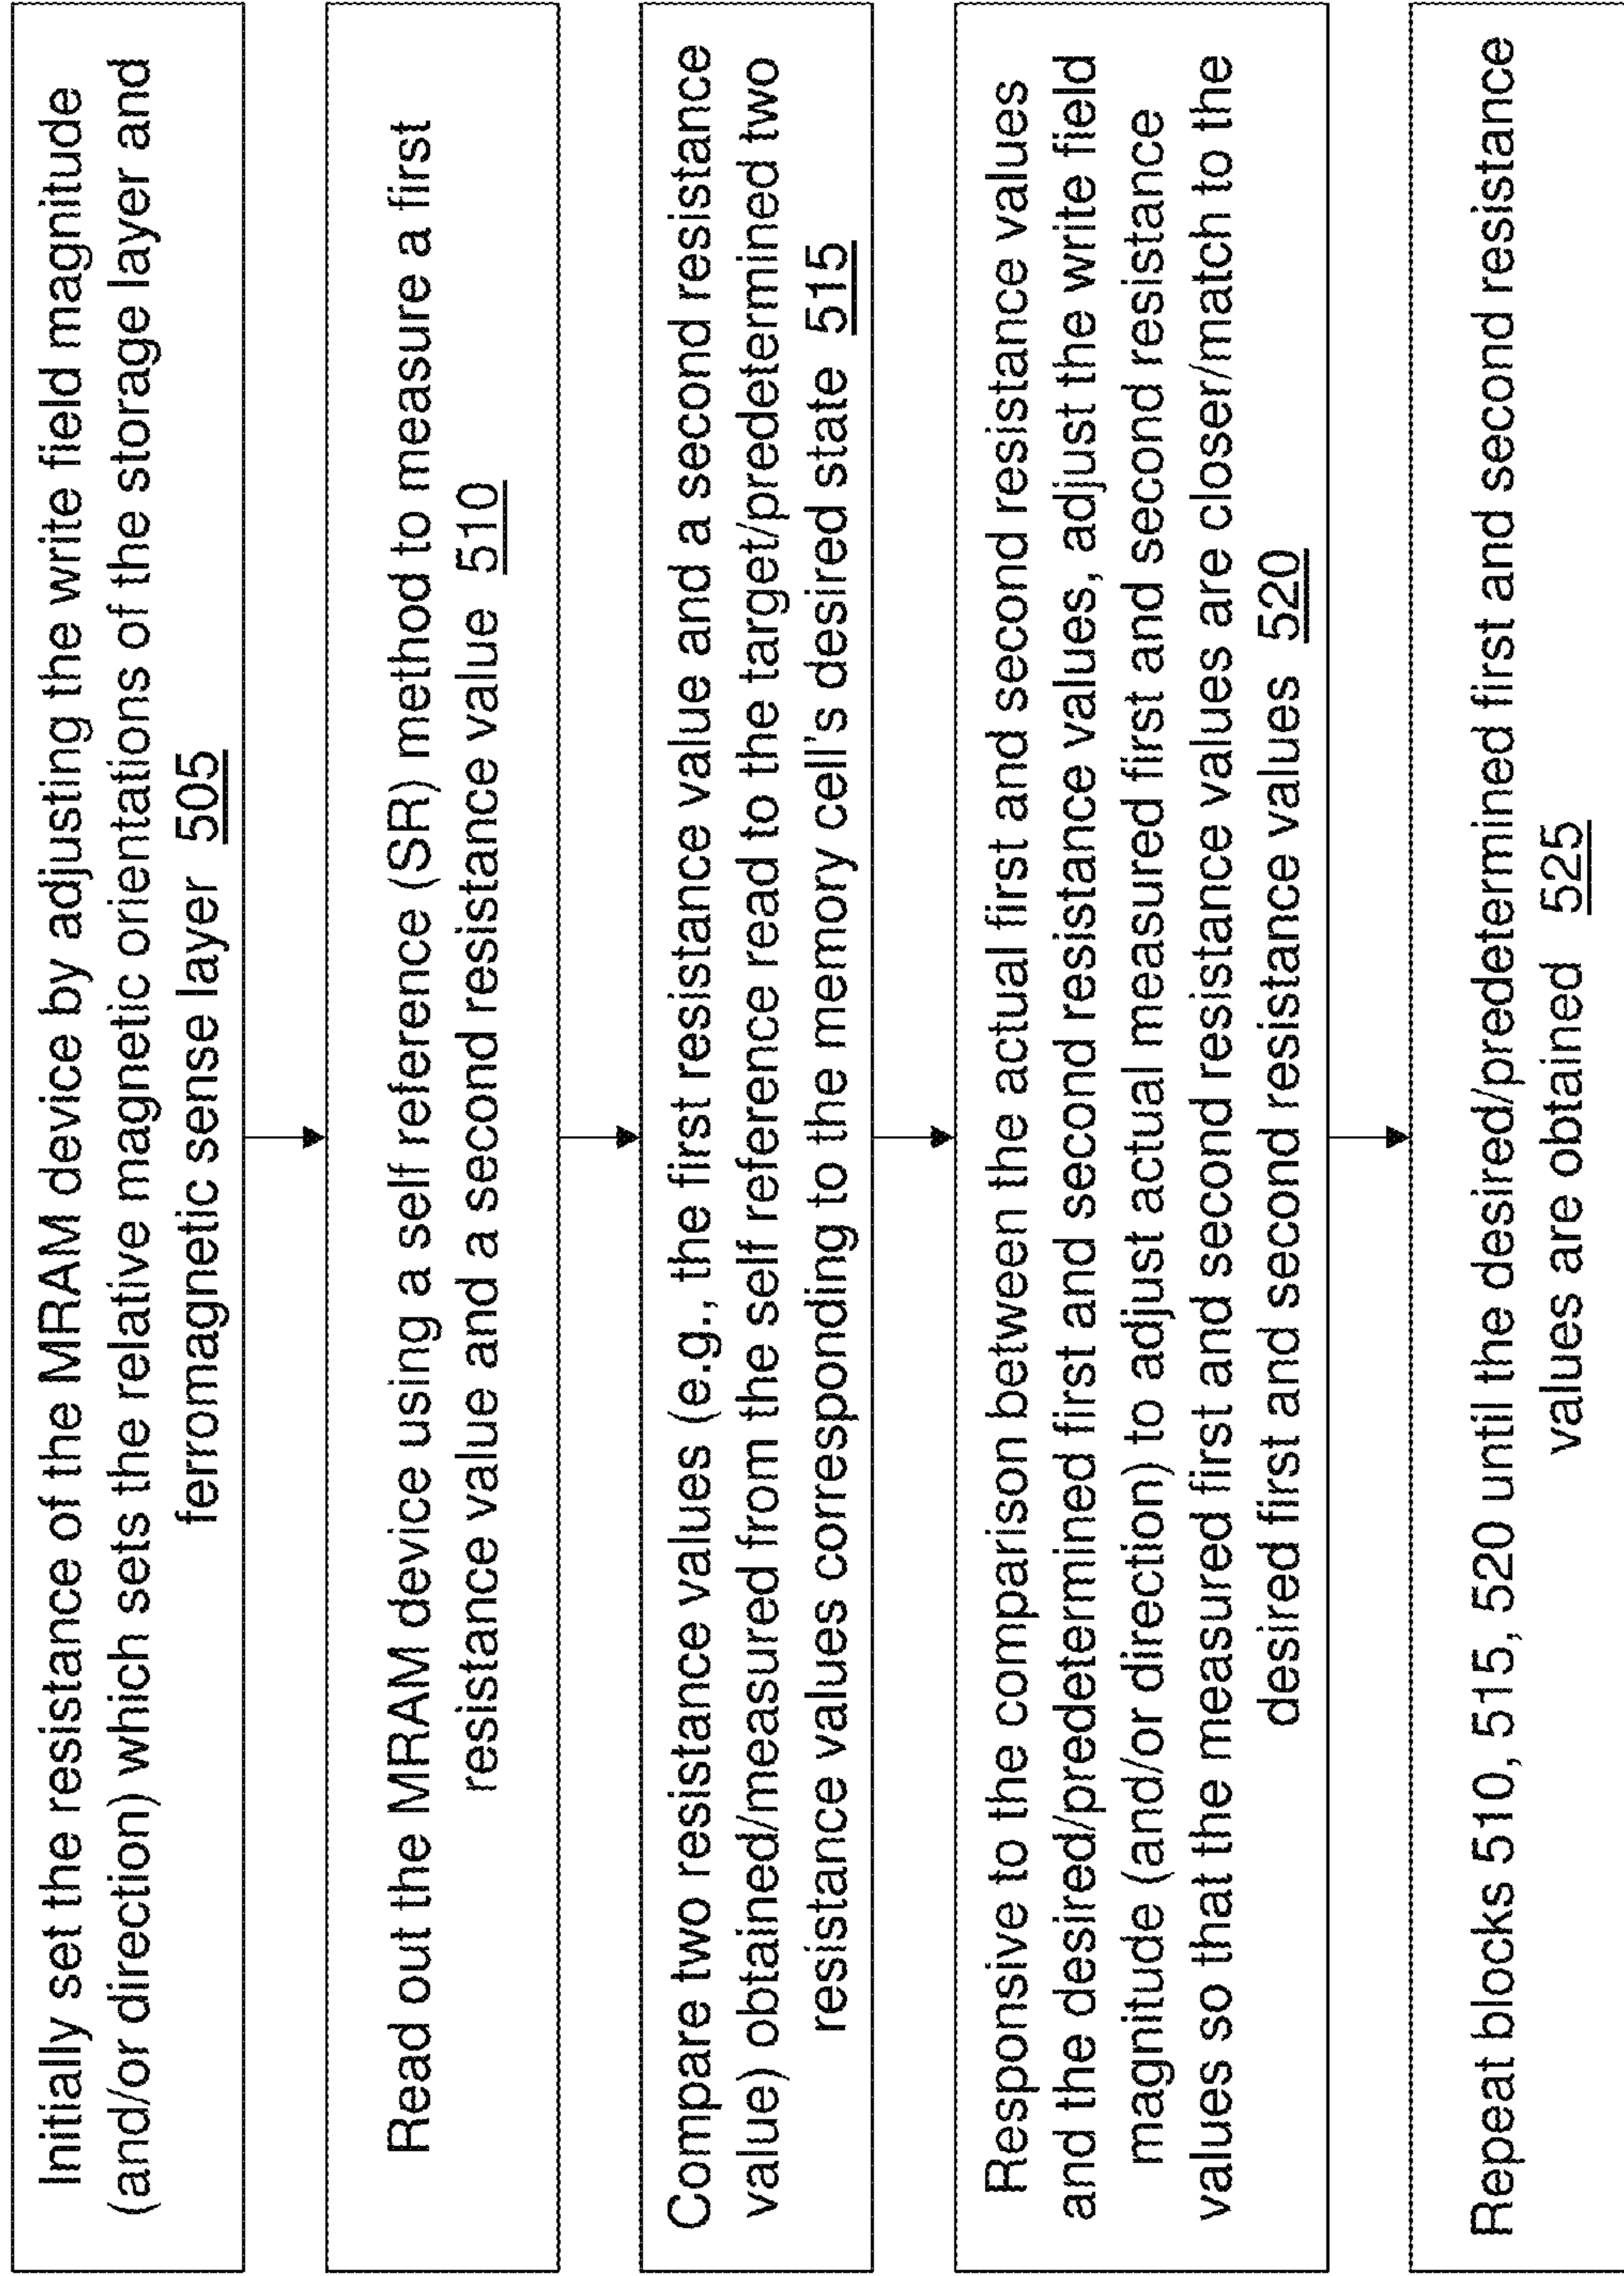 Initially set the resistance of the MRAM device by adjusting the write field magnitude
(and/or direction) which sets the relative magnetic orientations of the storage layer and
ferromagnetic sense layer 505
Read out the MRAM device using a self reference (SR) method to measure a first
resistance value and a second resistance value 510
Compare two resistance values (e.g., the first resistance value and a second resistance
value) obtained/measured from the self reference read to the target/predetermined two
resistance values corresponding to the memory cell's desired state 515
Responsive to the comparison between the actual first and second resistance values
and the desired/predetermined first and second resistance values, adjust the write field
magnitude (and/or direction) to adjust actual measured first and second resistance
values so that the measured first and second resistance values are closer/match to the
desired first and second resistance values 520
Repeat blocks 510, 515, 520 until the desired/predetermined first and second resistance
values are obtained 525